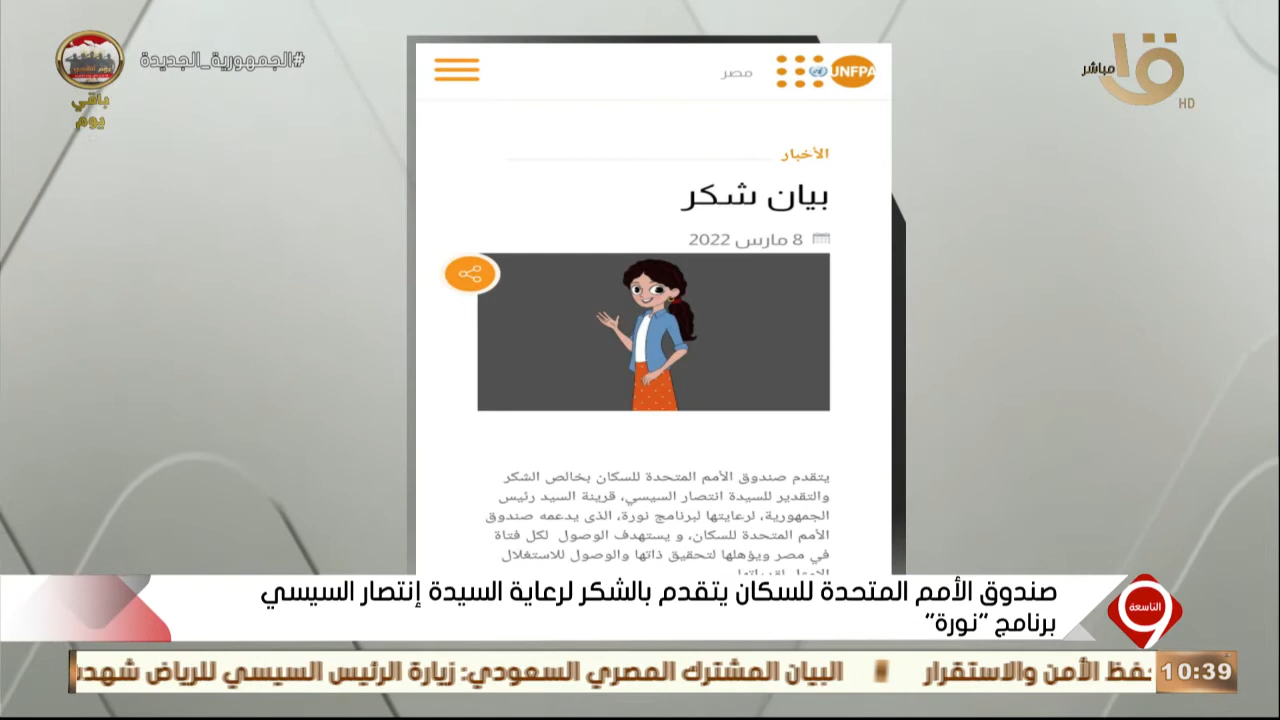 #الجمهورية_الجديدة
باقي
يوم
مباشر
HD
UNFPA
مصر
الأخبار
بيان شكر
8 مارس 2022
يتقدم صندوق الأمم المتحدة للسكان بخالص الشكر
والتقدير للسيدة انتصار السيسي، قرينة السيد رئيس
الجمهورية، لرعايتها لبرنامج نورة، الذى يدعمه صندوق
الأمم المتحدة للسكان، و يستهدف الوصول لكل فتاة
في مصر ويؤهلها لتحقيق ذاتها والوصول للاستغلال
صندوق الأمم المتحدة للسكان يتقدم بالشكر لرعاية السيدة إنتصار السيسي
برنامج “نورة”
التاسعة
حفظ الأمن والاستقرار
البيان المشترك المصري السعودي: زيارة الرئيس السيسي للرياض شهدت
10:39